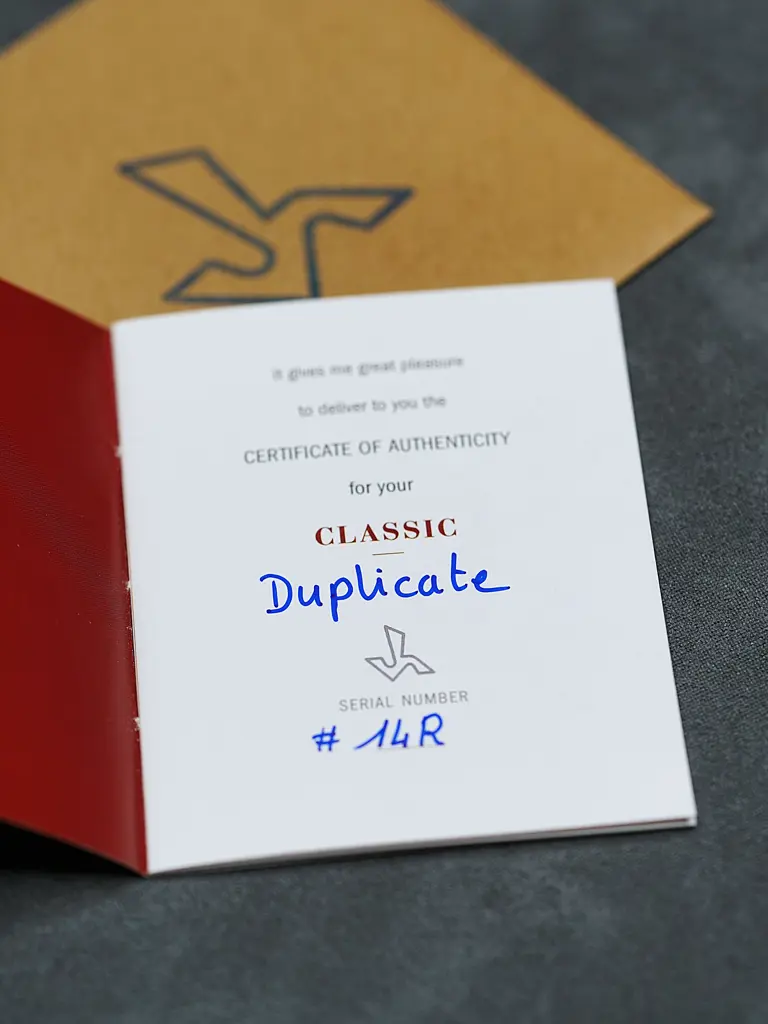 it gives me great pleasure
to deliver to you the
CERTIFICATE OF AUTHENTICITY
for your
CLASSIC
Duplicate
SERIAL NUMBER
# 14R